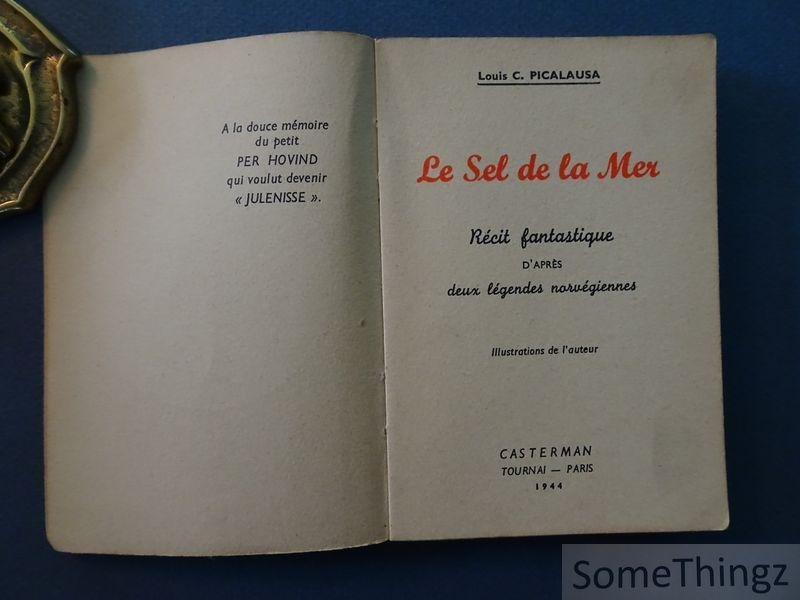 A la douce mémoire
du petit
PER HOVIND
qui voulut devenir
« JULENISSE ».
Louis C. PICALAUSA
Le Sel de la Mer
Récit fantastique
D'APRÈS
deux légendes norvégiennes
Illustrations de l'auteur
CASTERMAN
TOURNAI — PARIS
1944
SomeThingz